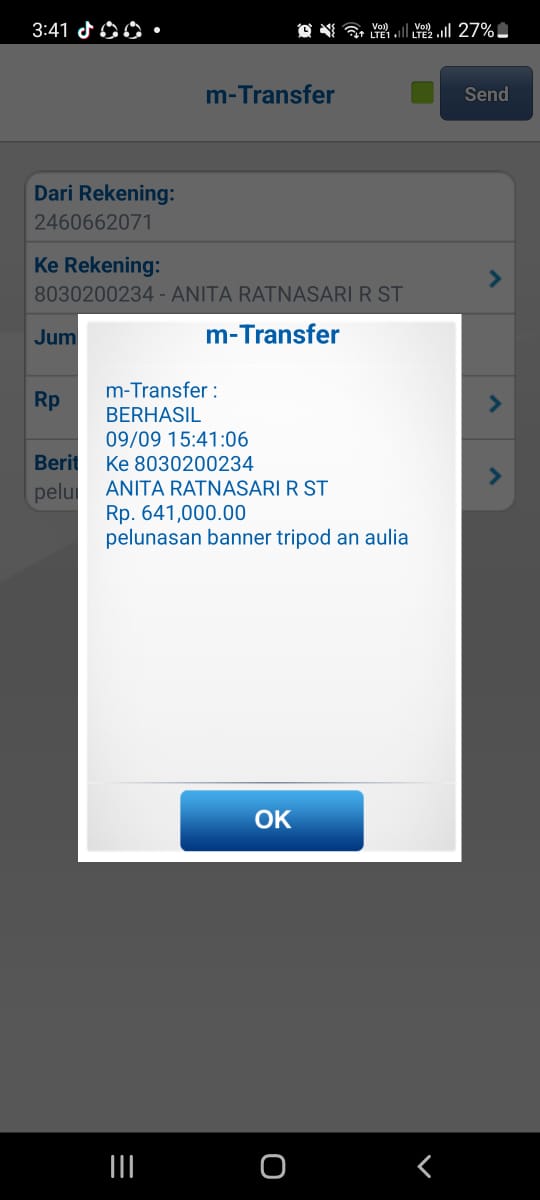 3:41
Vo)) LTE1 Vo)) LTE2 27%
m-Transfer
Send
Dari Rekening:
2460662071
Ke Rekening:
8030200234 - ANITA RATNASARI R ST
Jum
Rp
Berit
pelu
m-Transfer
m-Transfer :
BERHASIL
09/09 15:41:06
Ke 8030200234
ANITA RATNASARI R ST
Rp. 641,000.00
pelunasan banner tripod an aulia
OK